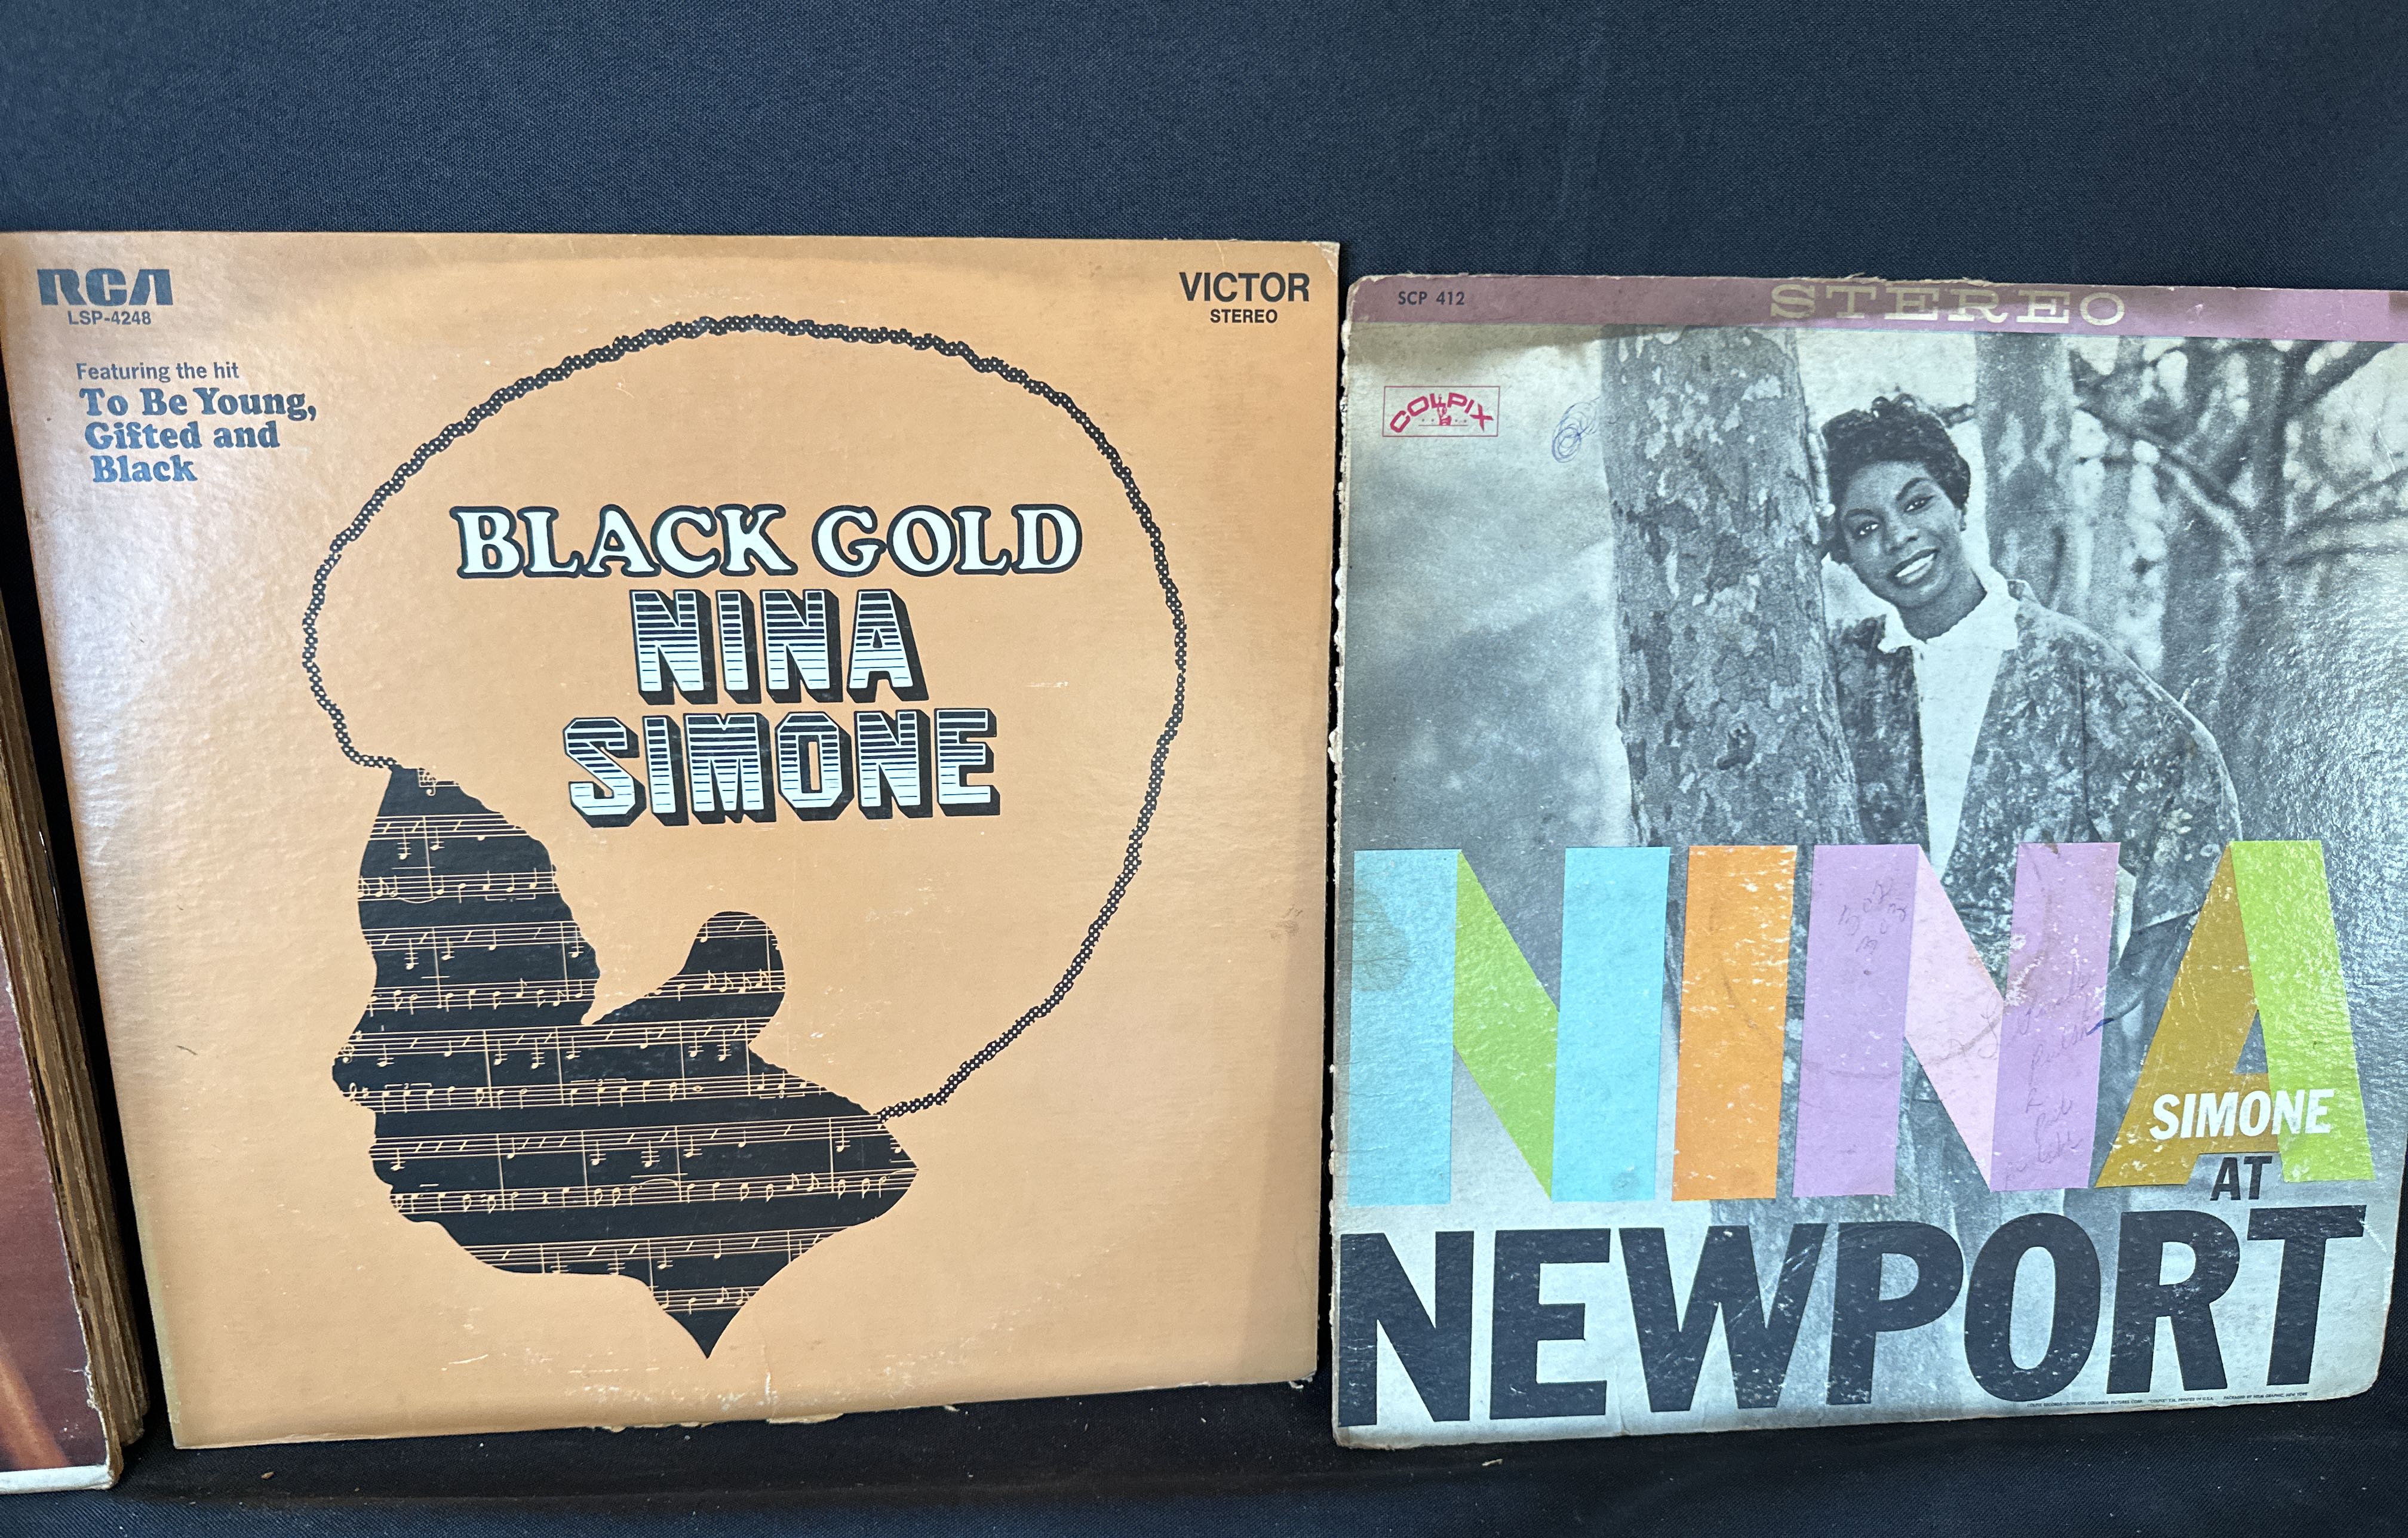 RCA
LSP-4248
VICTOR
STEREO
Featuring the hit
To Be Young,
Gifted and
Black
BLACK GOLD
NINA
SIMONE
SCP 412
STEREO
COLPIX
NINA
SIMONE
AT
NEWPORT